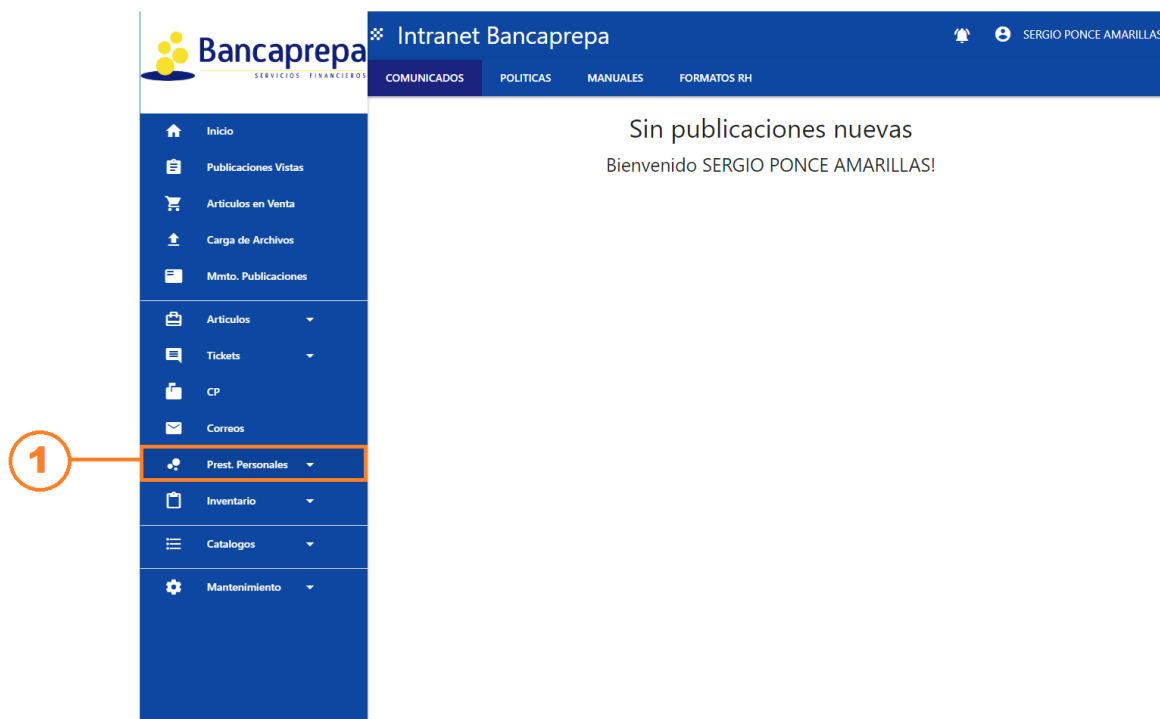 Bancaprepa
SERVICIOS FINANCIEROS
Intranet Bancaprepa
SERGIO PONCE AMARILLAS
COMUNICADOS POLITICAS MANUALES FORMATOS RH
Sin publicaciones nuevas
Bienvenido SERGIO PONCE AMARILLAS!
Inicio
Publicaciones Vistas
Articulos en Venta
Carga de Archivos
Mmto. Publicaciones
Articulos
Tickets
CP
Correos
1
Prest. Personales
Inventario
Catalogos
Mantenimiento